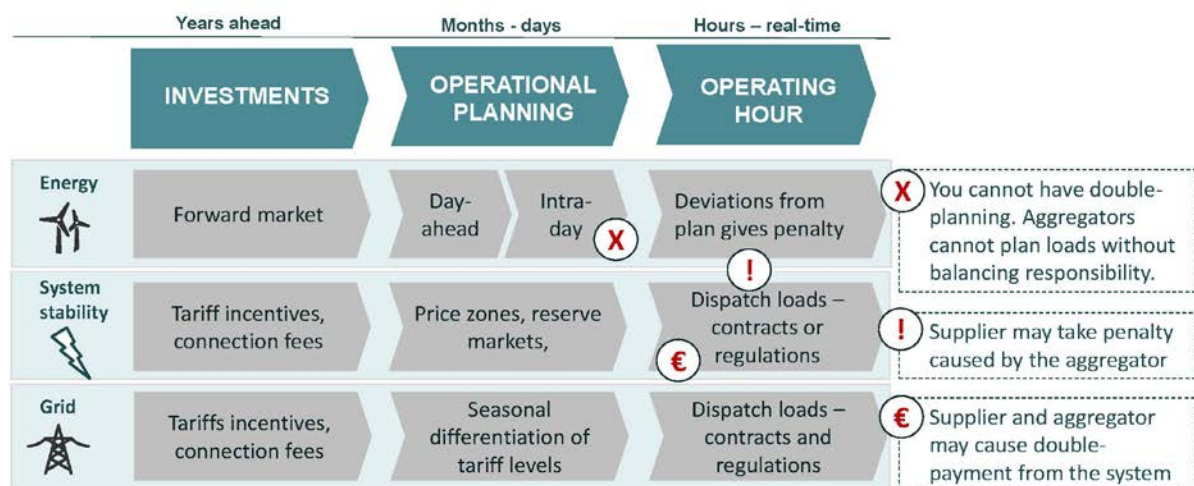 Years ahead
Months - days
Hours – real-time
INVESTMENTS
OPERATIONAL
PLANNING
OPERATING
HOUR
Energy
Forward market
Day-
ahead
Intra-
day
X
Deviations from
plan gives penalty
!
X
You cannot have double-
planning. Aggregators
cannot plan loads without
balancing responsibility.
System
stability
Tariff incentives,
connection fees
Price zones, reserve
markets,
Dispatch loads –
contracts or
regulations
€
!
Supplier may take penalty
caused by the aggregator
Grid
Tariffs incentives,
connection fees
Seasonal
differentiation of
tariff levels
Dispatch loads –
contracts and
regulations
€
Supplier and aggregator
may cause double-
payment from the system